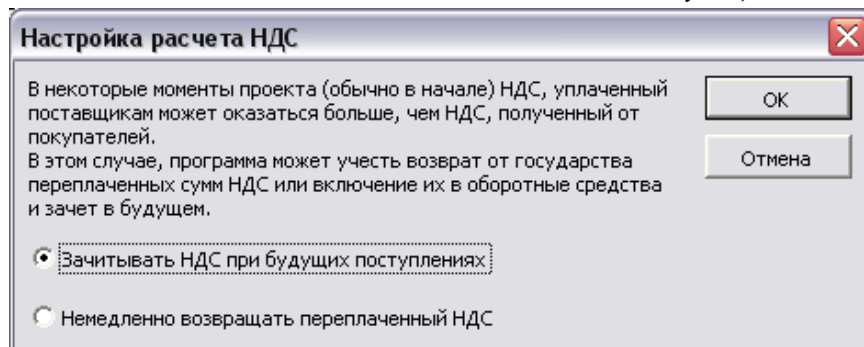 Настройка расчета НДС
В некоторые моменты проекта (обычно в начале) НДС, уплаченный
поставщикам может оказаться больше, чем НДС, полученный от
покупателей.
В этом случае, программа может учесть возврат от государства
переплаченных сумм НДС или включение их в оборотные средства
и зачет в будущем.
OK
Отмена
Зачитывать НДС при будущих поступлениях
Немедленно возвращать переплаченный НДС